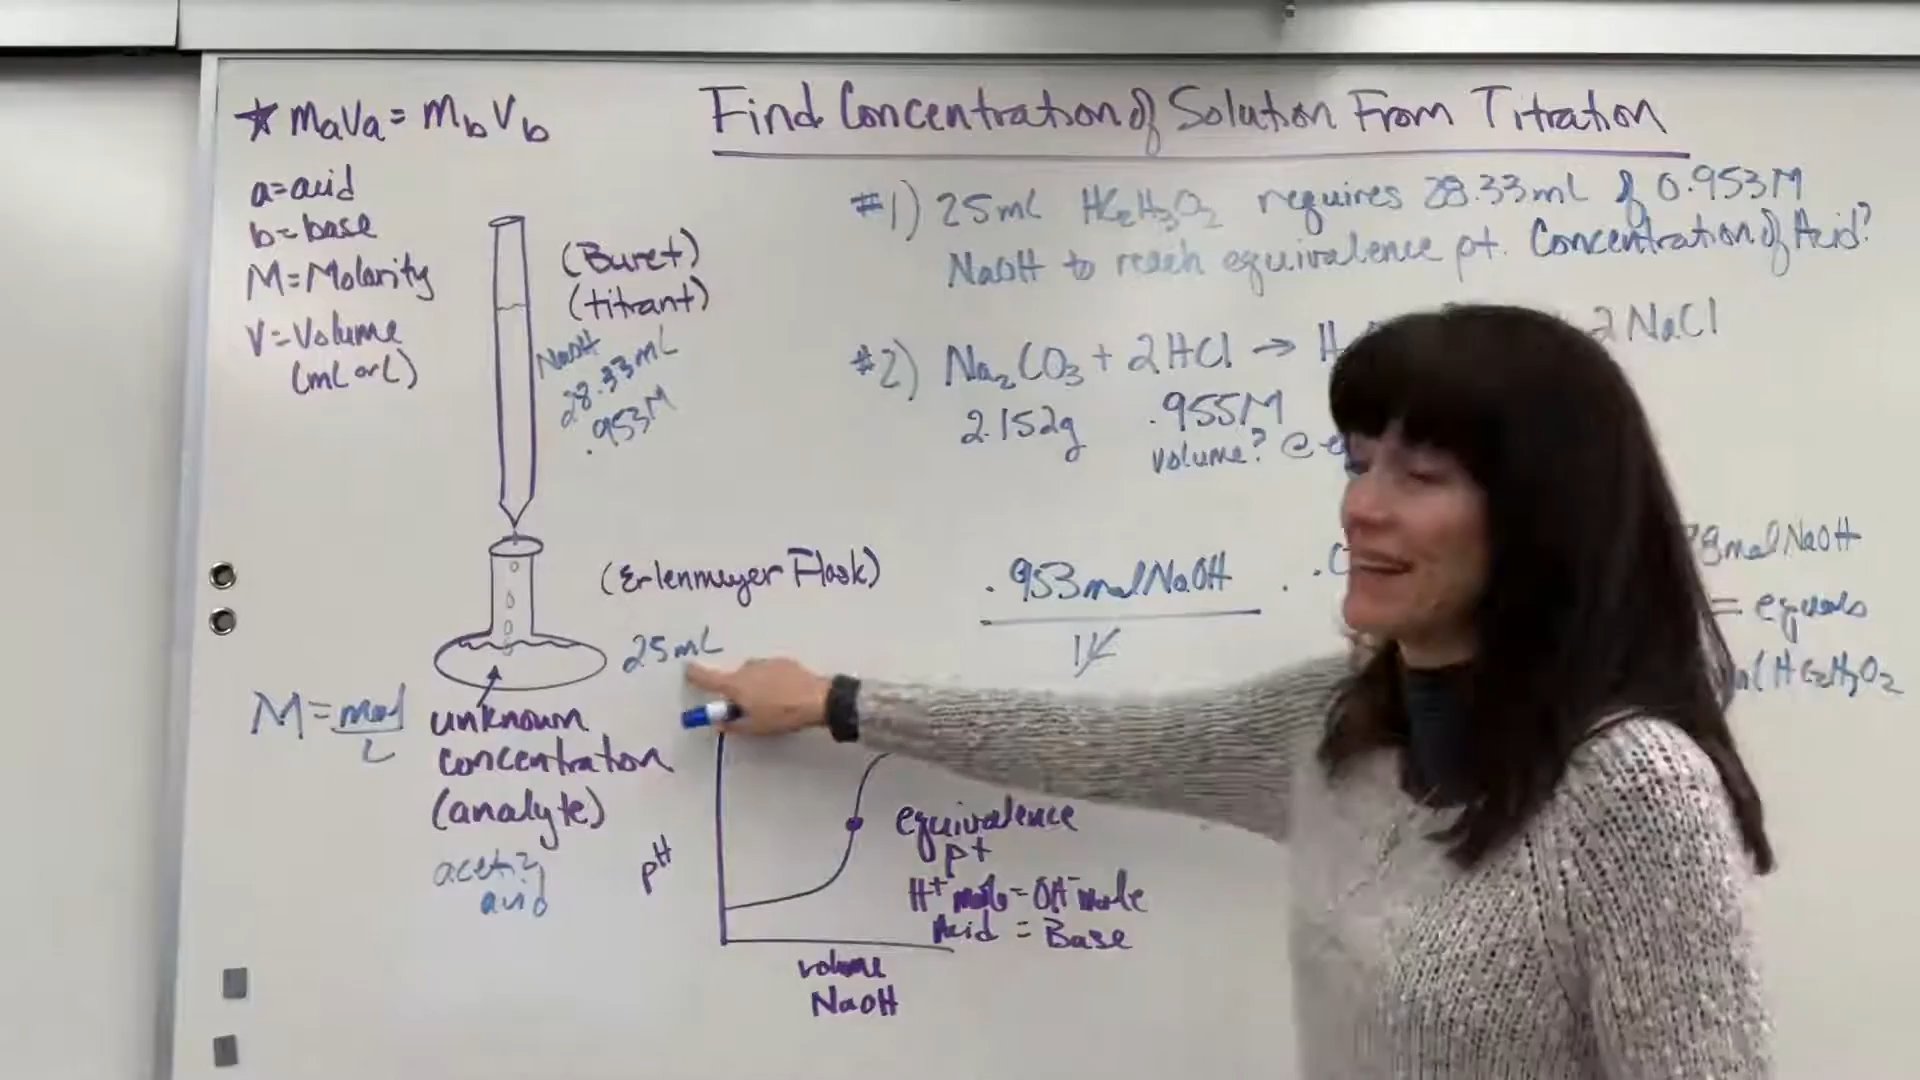 ★ MaVa = MbVb
a=acid
b=base
M=Molarity
V=Volume
(mL or L)
Find Concentration of Solution From Titration
#1) 25mL HC2H3O2 requires 28.33mL of 0.953M
NaOH to reach equivalence pt. Concentration of Acid?
#2) Na2CO3 + 2HCl → H 2NaCl
2.152g .955M
volume? @
(Buret)
(titrant)
NaOH
28.33mL
.953M
(Erlenmeyer Flask)
25mL
M=mol/L
unknown
concentration
(analyte)
acetic
acid
.953mol NaOH
1L
mol NaOH
= equals
HC2H3O2
pH
equivalence
pt
H+ mole = OH- mole
Acid = Base
volume
NaOH